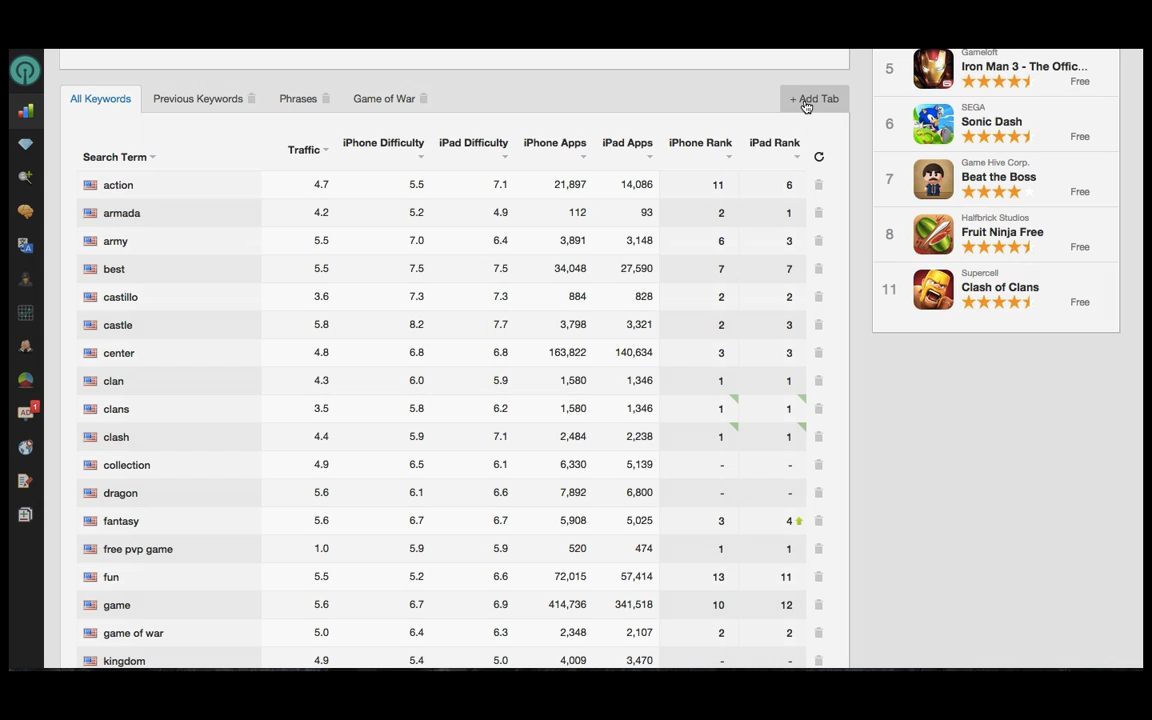 All Keywords Previous Keywords Phrases Game of War + Add Tab
Search Term Traffic iPhone Difficulty iPad Difficulty iPhone Apps iPad Apps iPhone Rank iPad Rank
action 4.7 5.5 7.1 21,897 14,086 11 6
armada 4.2 5.2 4.9 112 93 2 1
army 5.5 7.0 6.4 3,891 3,148 6 3
best 5.5 7.5 7.5 34,048 27,590 7 7
castillo 3.6 7.3 7.3 884 828 2 2
castle 5.8 8.2 7.7 3,798 3,321 2 3
center 4.8 6.8 6.8 163,822 140,634 3 3
clan 4.3 6.0 5.9 1,580 1,346 1 1
clans 3.5 5.8 6.2 1,580 1,346 1 1
clash 4.4 5.9 7.1 2,484 2,238 1 1
collection 4.9 6.5 6.1 6,330 5,139 - -
dragon 5.6 6.1 6.6 7,892 6,800 - -
fantasy 5.6 6.7 6.7 5,908 5,025 3 4
free pvp game 1.0 5.9 5.9 520 474 1 1
fun 5.5 5.2 6.6 72,015 57,414 13 11
game 5.6 6.7 6.9 414,736 341,518 10 12
game of war 5.0 6.4 6.3 2,348 2,107 2 2
kingdom 4.9 5.4 5.0 4,009 3,470 - -
Gameloft
5 Iron Man 3 - The Offic...
Free
SEGA
6 Sonic Dash
Free
Game Hive Corp.
7 Beat the Boss
Free
Halfbrick Studios
8 Fruit Ninja Free
Free
Supercell
11 Clash of Clans
Free
AD 1